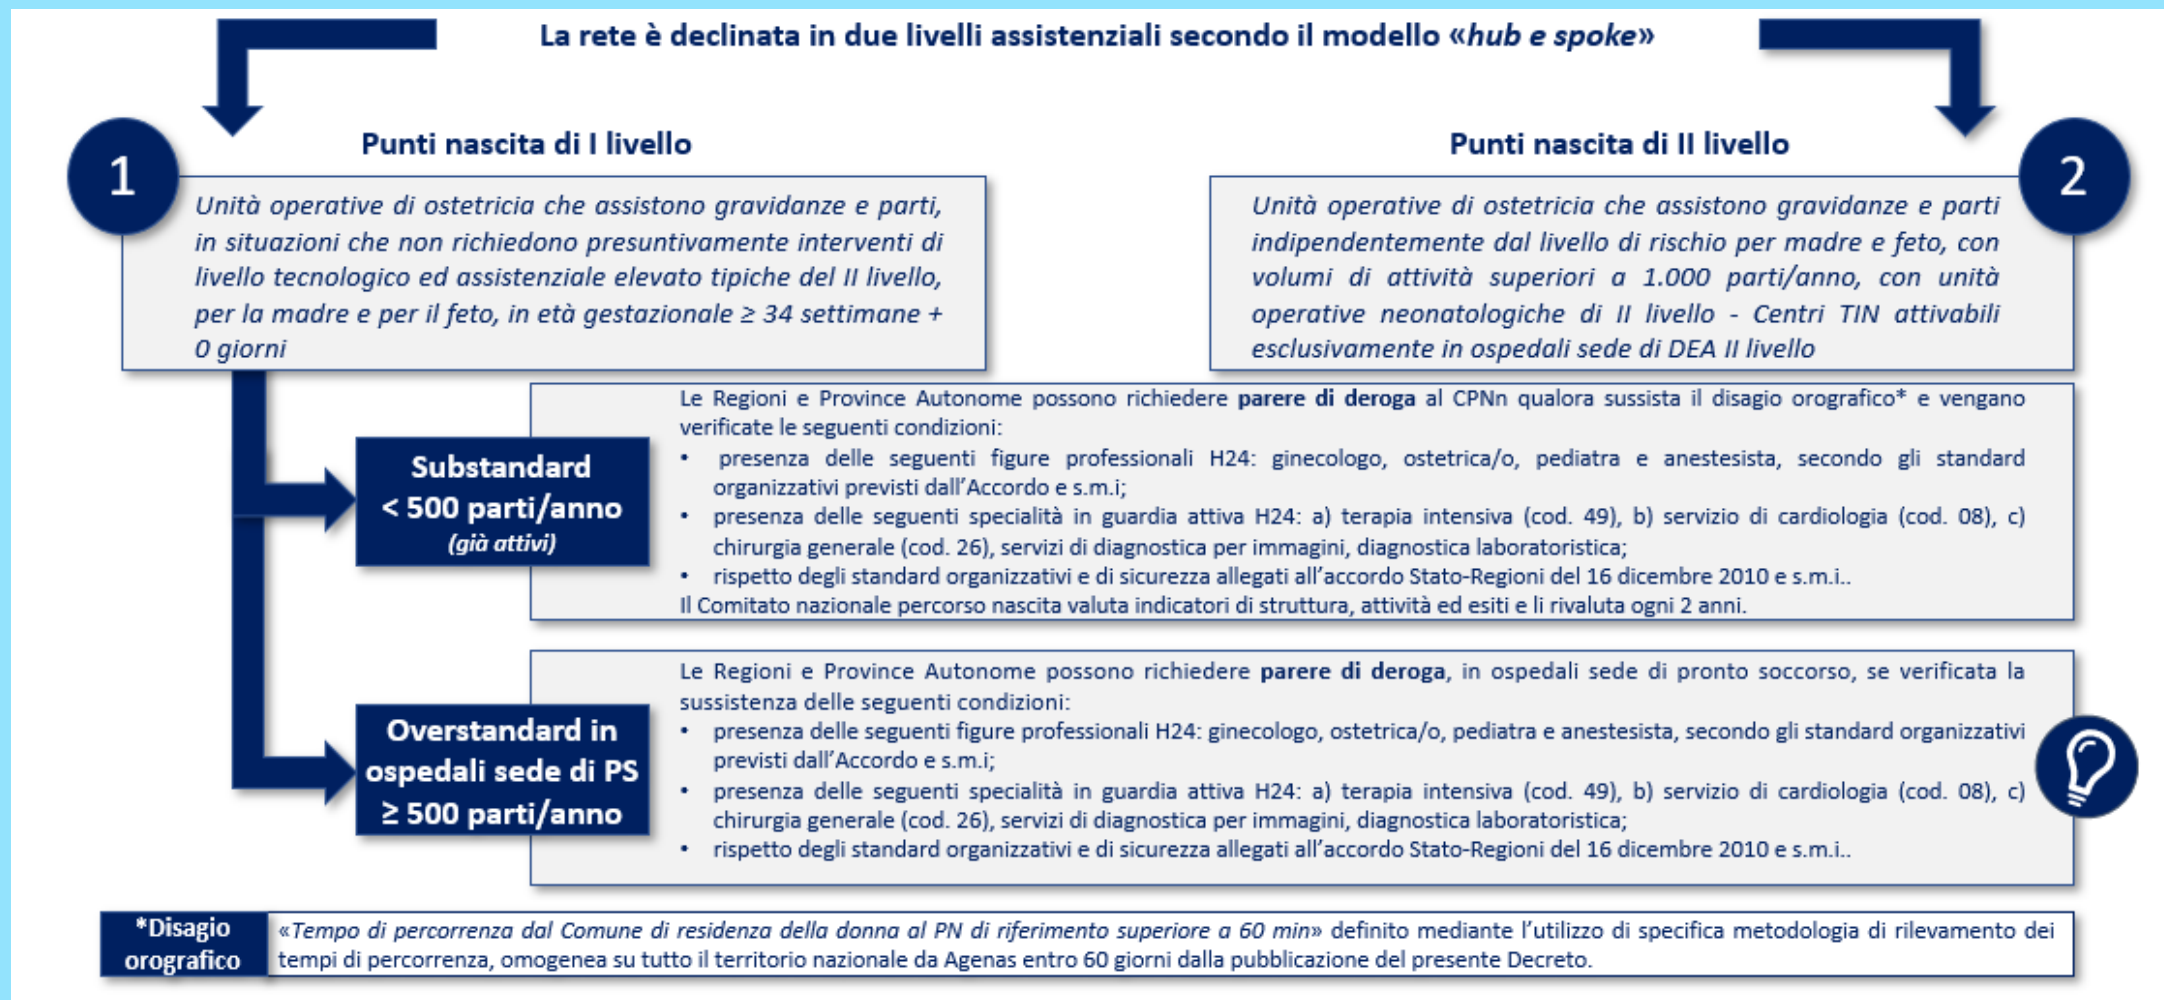 La rete è declinata in due livelli assistenziali secondo il modello «hub e spoke»
1
Punti nascita di I livello
Unità operative di ostetricia che assistono gravidanze e parti,
in situazioni che non richiedono presuntivamente interventi di
livello tecnologico ed assistenziale elevato tipiche del II livello,
per la madre e per il feto, in età gestazionale ≥ 34 settimane +
0 giorni
Punti nascita di II livello
2
Unità operative di ostetricia che assistono gravidanze e parti
indipendentemente dal livello di rischio per madre e feto, con
volumi di attività superiori a 1.000 parti/anno, con unità
operative neonatologiche di II livello - Centri TIN attivabili
esclusivamente in ospedali sede di DEA II livello
Substandard
< 500 parti/anno
(già attivi)
Le Regioni e Province Autonome possono richiedere parere di deroga al CPNn qualora sussista il disagio orografico* e vengano
verificate le seguenti condizioni:
• presenza delle seguenti figure professionali H24: ginecologo, ostetrica/o, pediatra e anestesista, secondo gli standard
organizzativi previsti dall'Accordo e s.m.i;
• presenza delle seguenti specialità in guardia attiva H24: a) terapia intensiva (cod. 49), b) servizio di cardiologia (cod. 08), c)
chirurgia generale (cod. 26), servizi di diagnostica per immagini, diagnostica laboratoristica;
• rispetto degli standard organizzativi e di sicurezza allegati all'accordo Stato-Regioni del 16 dicembre 2010 e s.m.i..
Il Comitato nazionale percorso nascita valuta indicatori di struttura, attività ed esiti e li rivaluta ogni 2 anni.
Overstandard in
ospedali sede di PS
≥ 500 parti/anno
Le Regioni e Province Autonome possono richiedere parere di deroga, in ospedali sede di pronto soccorso, se verificata la
sussistenza delle seguenti condizioni:
• presenza delle seguenti figure professionali H24: ginecologo, ostetrica/o, pediatra e anestesista, secondo gli standard organizzativi
previsti dall'Accordo e s.m.i;
• presenza delle seguenti specialità in guardia attiva H24: a) terapia intensiva (cod. 49), b) servizio di cardiologia (cod. 08), c)
chirurgia generale (cod. 26), servizi di diagnostica per immagini, diagnostica laboratoristica;
• rispetto degli standard organizzativi e di sicurezza allegati all'accordo Stato-Regioni del 16 dicembre 2010 e s.m.i..
*Disagio
orografico
«Tempo di percorrenza dal Comune di residenza della donna al PN di riferimento superiore a 60 min» definito mediante l'utilizzo di specifica metodologia di rilevamento dei
tempi di percorrenza, omogenea su tutto il territorio nazionale da Agenas entro 60 giorni dalla pubblicazione del presente Decreto.